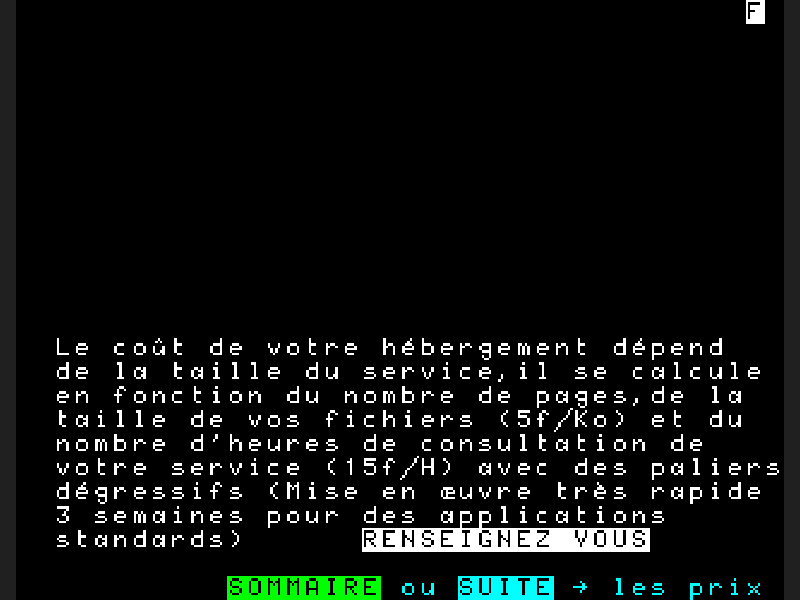 F
Le coût de votre hébergement dépend
de la taille du service,il se calcule
en fonction du nombre de pages,de la
taille de vos fichiers (5f/Ko) et du
nombre d'heures de consultation de
votre service (15f/H) avec des paliers
dégressifs (Mise en œuvre très rapide
3 semaines pour des applications
standards) RENSEIGNEZ VOUS
SOMMAIRE ou SUITE → les prix